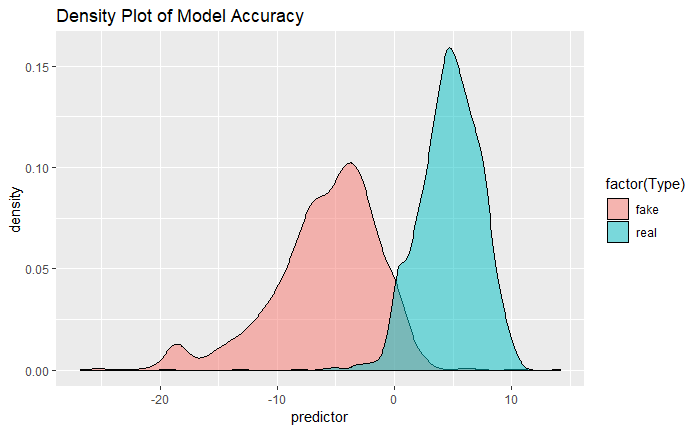 Density Plot of Model Accuracy
0.15
0.10
0.05
0.00
density
-20
-10
0
10
predictor
factor(Type)
fake
real